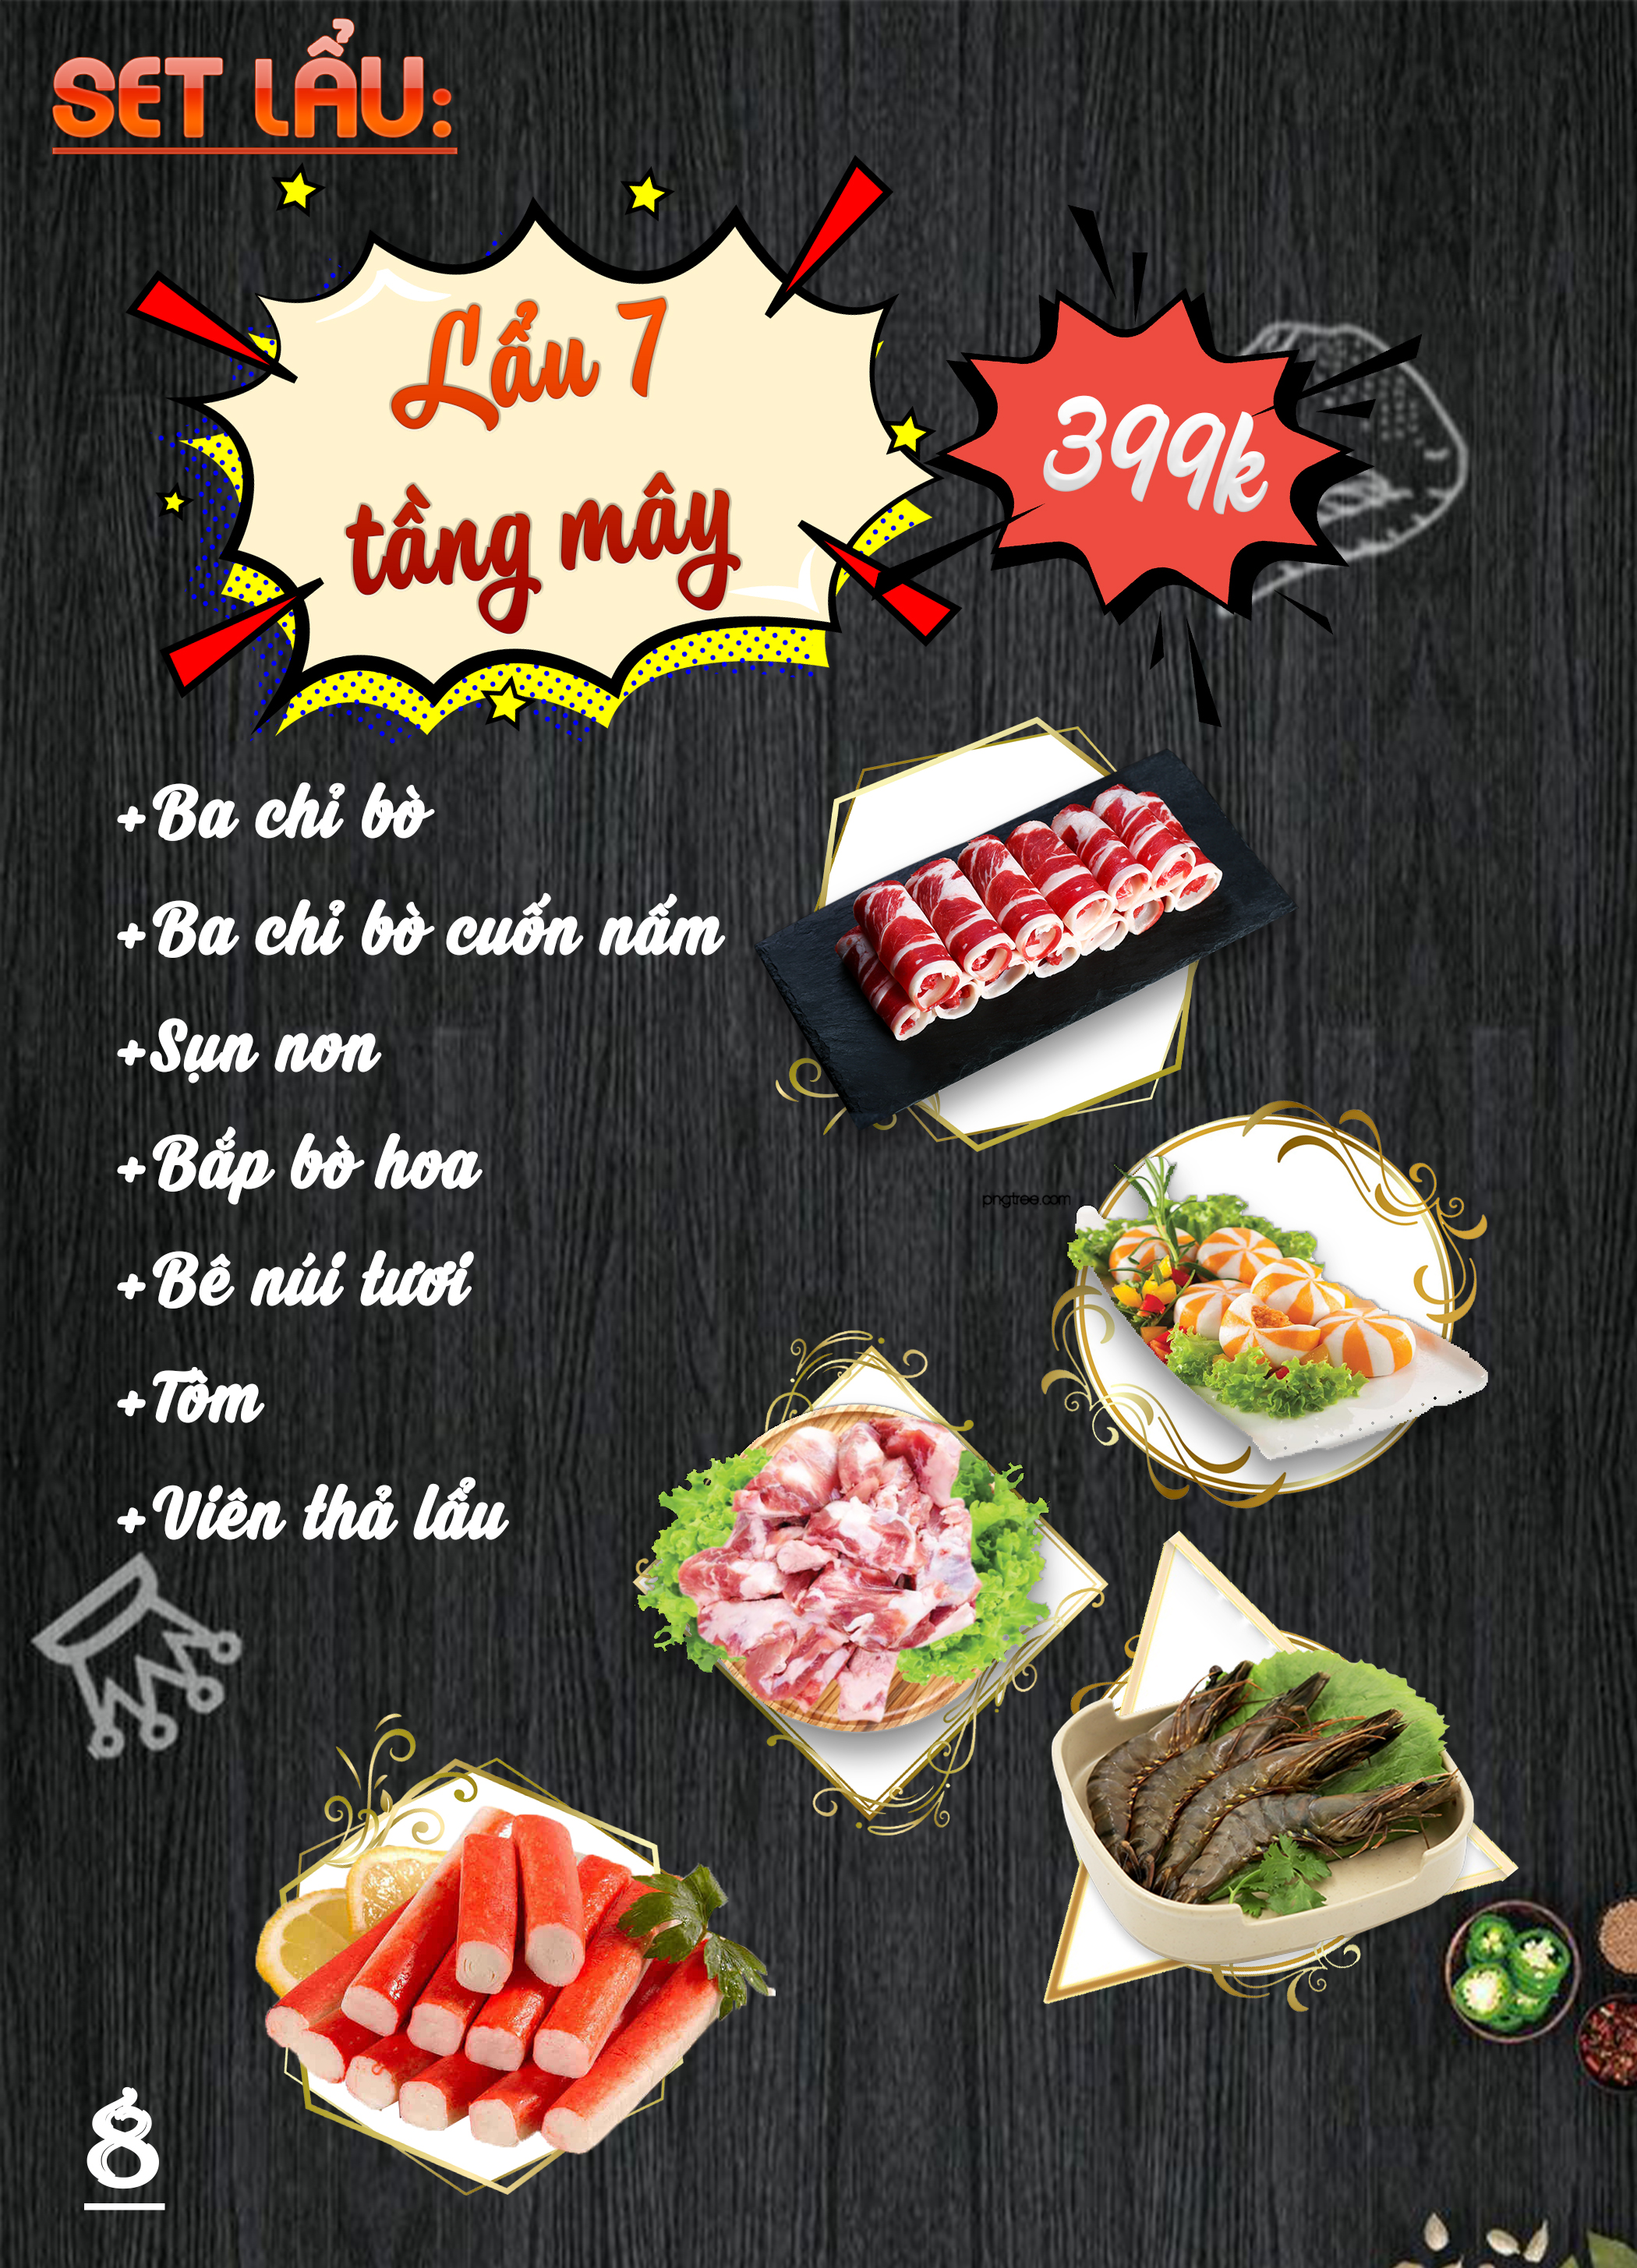 SET LẨU:
Lẩu 7
tầng mây
399k
+Ba chỉ bò
+Ba chỉ bò cuốn nấm
+Sụn non
+Bắp bò hoa
+Bê núi tươi
+Tôm
+Viên thả lẩu
pngtree.com
8